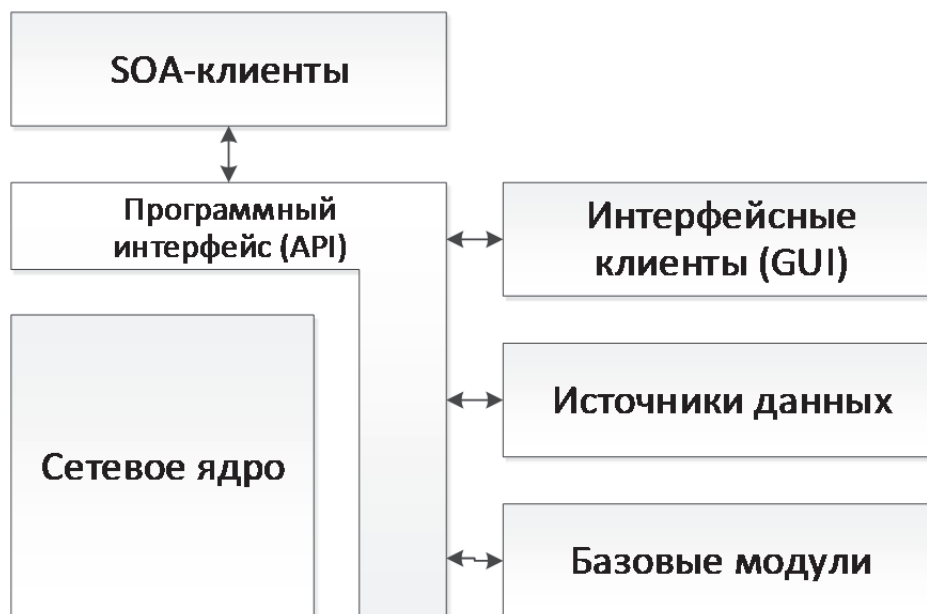 SOA-клиенты
Программный
интерфейс (API)
Интерфейсные
клиенты (GUI)
Источники данных
Сетевое ядро
Базовые модули